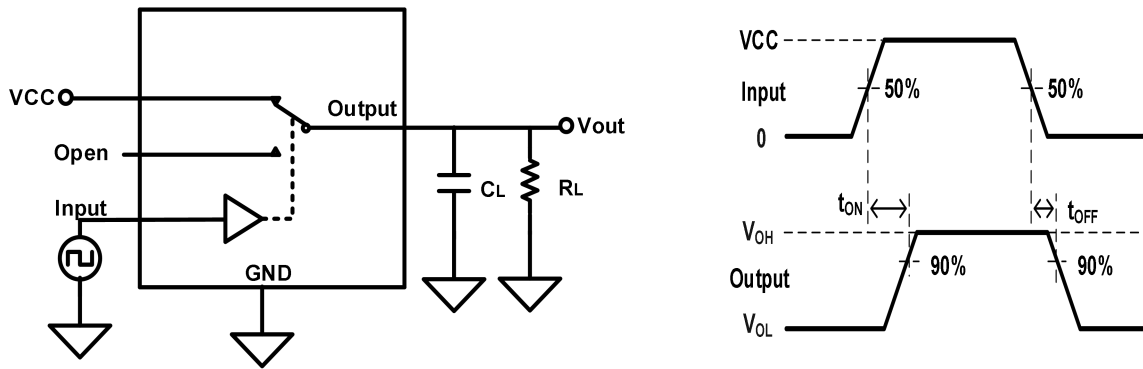 VCC
Output
Vout
Open
CL
RL
Input
GND
VCC
Input
0
50%
50%
tON
tOFF
VOH
Output
VOL
90%
90%